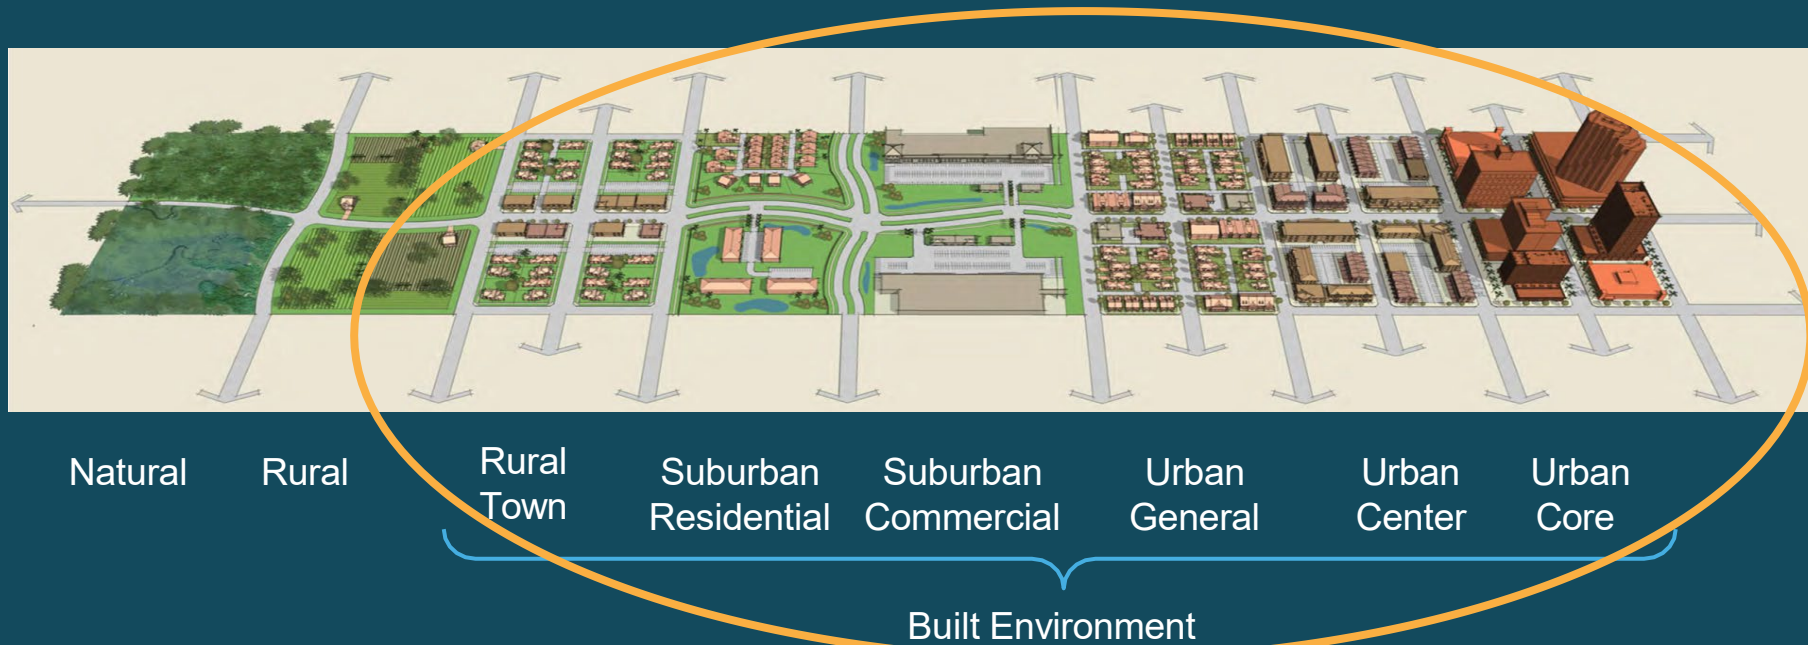 Natural
Rural
Rural
Town
Suburban
Residential
Suburban
Commercial
Urban
General
Urban
Center
Urban
Core
Built Environment